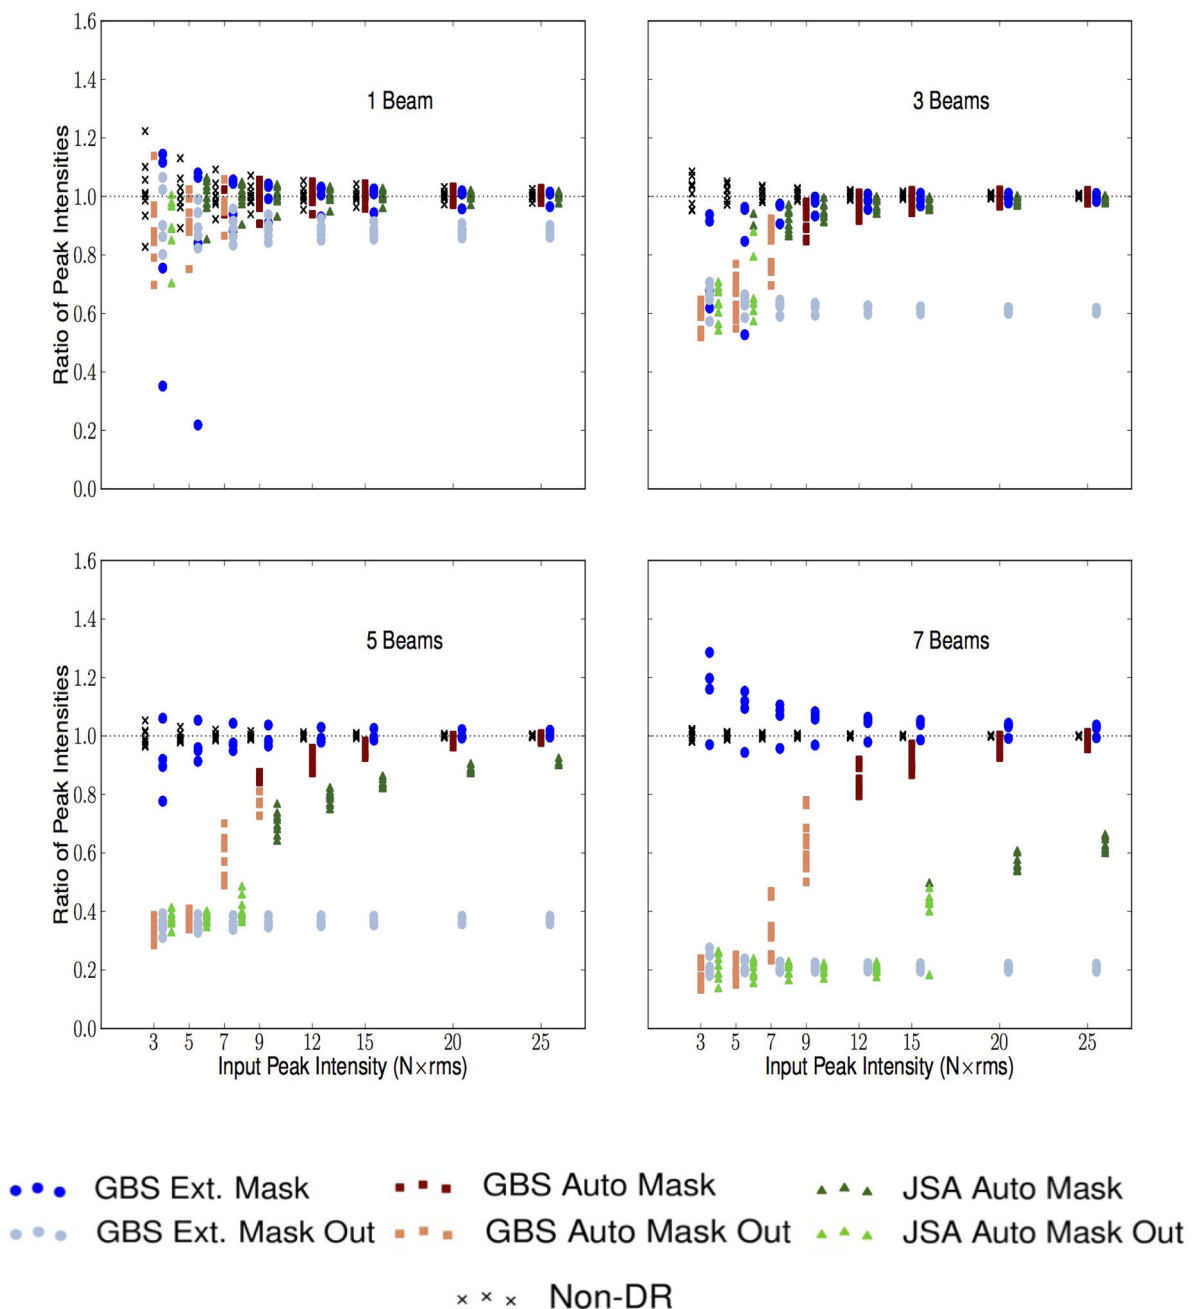 1.6
1.4
1.2
1.0
0.8
0.6
0.4
0.2
0.0
Ratio of Peak Intensities
1 Beam
3 Beams
1.6
1.4
1.2
1.0
0.8
0.6
0.4
0.2
0.0
Ratio of Peak Intensities
5 Beams
7 Beams
3 5 7 9 12 15 20 25
3 5 7 9 12 15 20 25
Input Peak Intensity (N×rms)
Input Peak Intensity (N×rms)
GBS Ext. Mask
GBS Auto Mask
JSA Auto Mask
GBS Ext. Mask Out
GBS Auto Mask Out
JSA Auto Mask Out
Non-DR